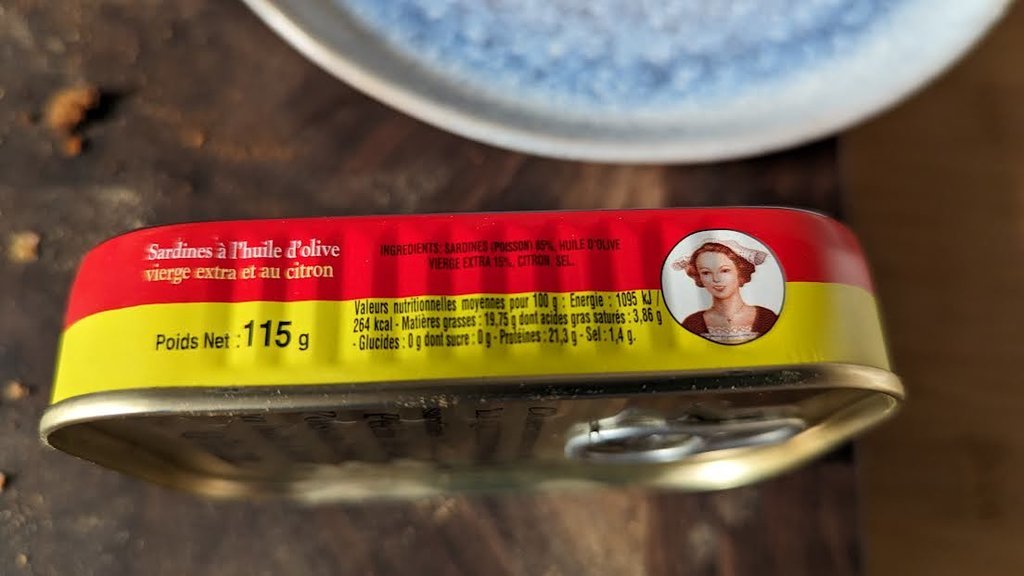 Sardines à l'huile d'olive
vierge extra et au citron
Poids Net : 115 g
INGREDIENTS: SARDINES (POISSON) 85%, HUILE D'OLIVE
VIERGE EXTRA 15%, CITRON, SEL.
Valeurs nutritionnelles moyennes pour 100 g : Energie : 1095 kJ /
264 kcal - Matières grasses : 19,75 g dont acides gras saturés : 3,86 g
- Glucides : 0 g dont sucre : 0 g - Protéines : 21,3 g - Sel : 1,4 g.